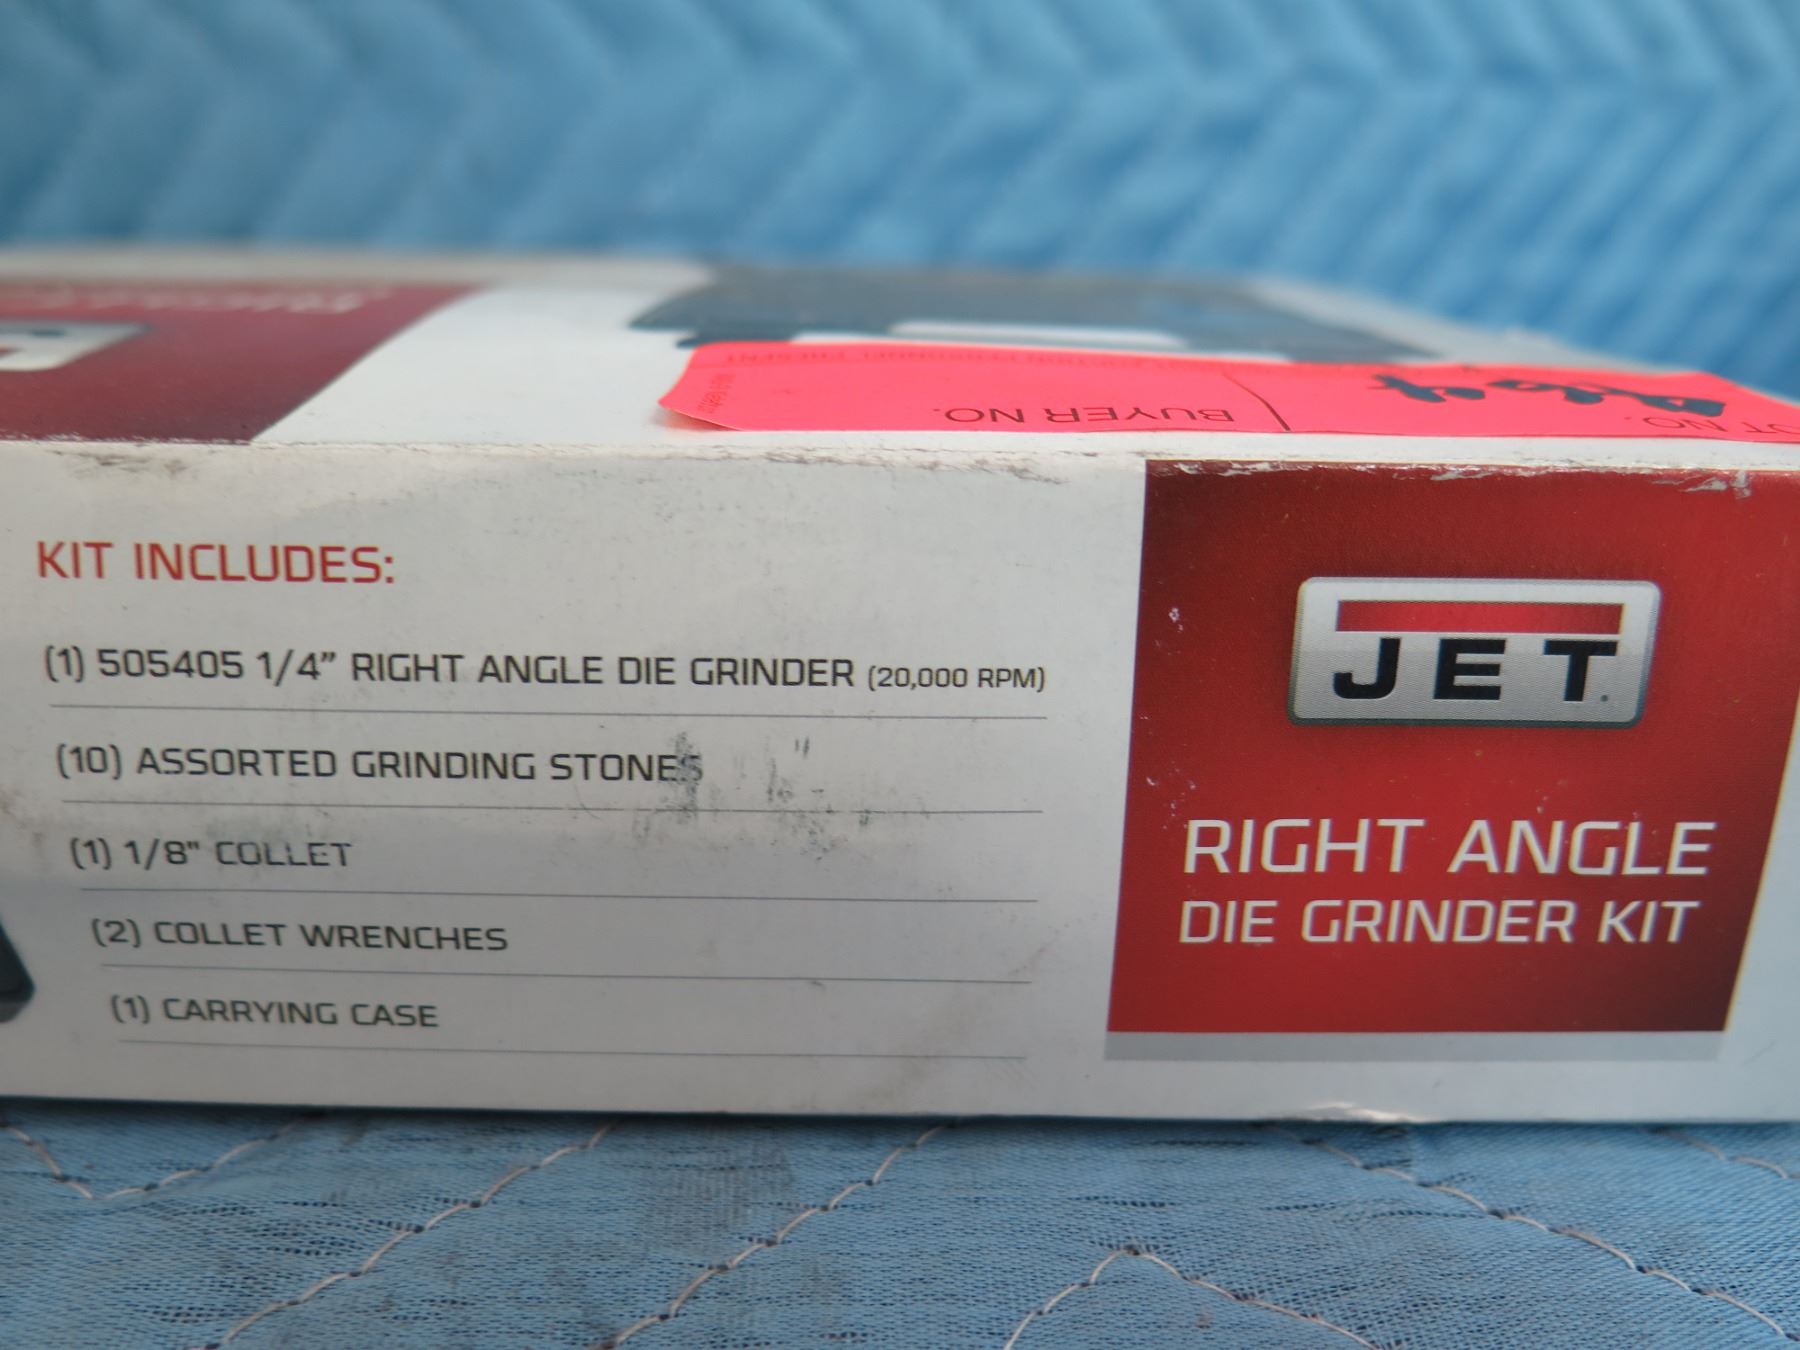 BUYER NO.
KIT INCLUDES:
(1) 505405 1/4” RIGHT ANGLE DIE GRINDER (20,000 RPM)
(10) ASSORTED GRINDING STONES
(1) 1/8" COLLET
(2) COLLET WRENCHES
(1) CARRYING CASE
JET
RIGHT ANGLE
DIE GRINDER KIT